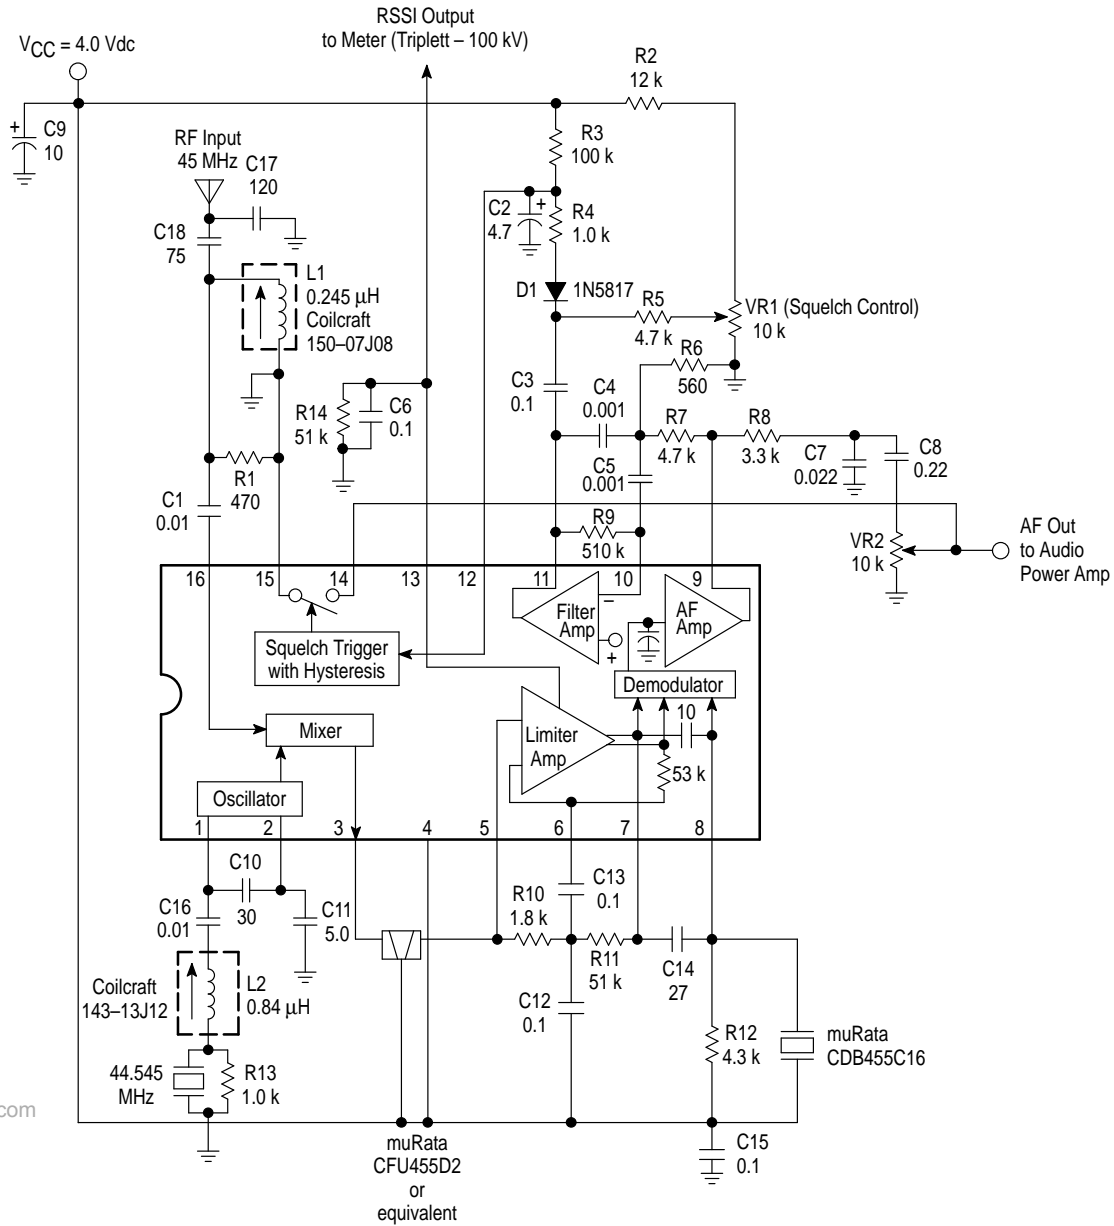 RSSI Output
to Meter (Triplett – 100 kV)
VCC = 4.0 Vdc
R2
12 k
+
C9
10
RF Input
45 MHz
C17
120
R3
100 k
C18
75
C2
4.7
+
R4
1.0 k
L1
0.245 µH
Coilcraft
150–07J08
D1
1N5817
R5
4.7 k
VR1 (Squelch Control)
10 k
R6
560
C3
0.1
C4
0.001
R14
51 k
C6
0.1
R7
4.7 k
R8
3.3 k
C7
0.022
C8
0.22
R1
470
C5
0.001
C1
0.01
R9
510 k
VR2
10 k
AF Out
to Audio
Power Amp
16
15
14
13
12
11
10
9
Filter
Amp
–
+
AF
Amp
Squelch Trigger
with Hysteresis
Demodulator
10
Mixer
Limiter
Amp
53 k
Oscillator
1
2
3
4
5
6
7
8
C10
30
C16
0.01
C11
5.0
R10
1.8 k
C13
0.1
R11
51 k
C14
27
Coilcraft
143–13J12
L2
0.84 µH
C12
0.1
R12
4.3 k
muRata
CDB455C16
44.545
MHz
R13
1.0 k
com
muRata
CFU455D2
or
equivalent
C15
0.1